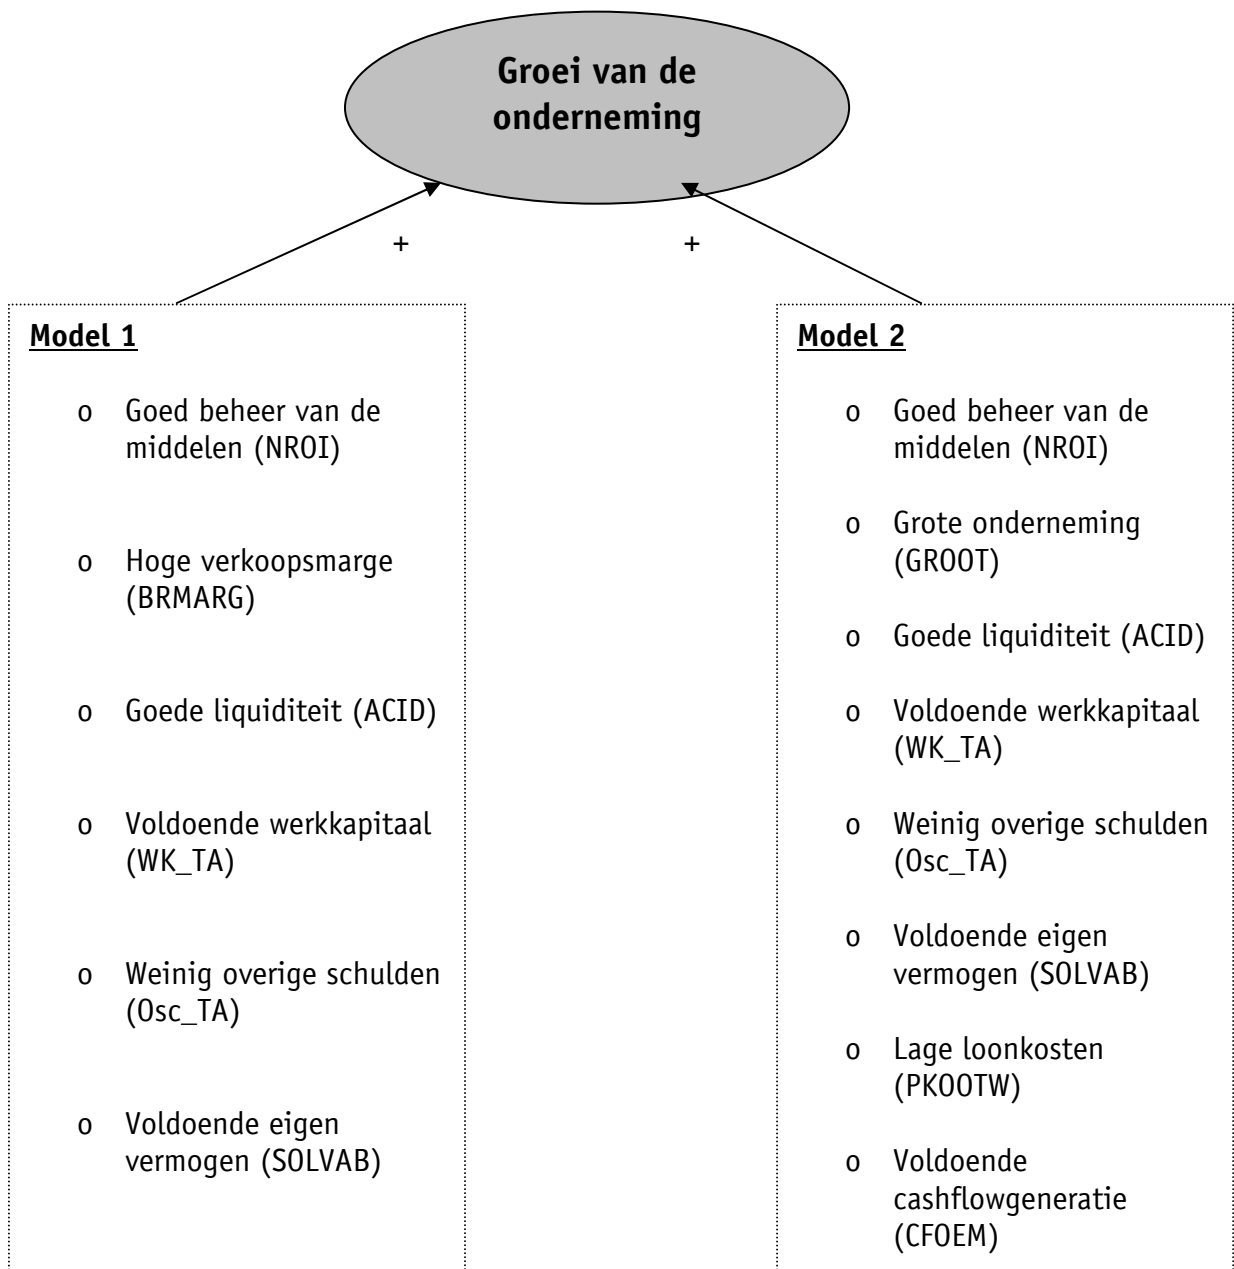 Groei van de
onderneming
+
+
Model 1
o Goed beheer van de
middelen (NROI)
o Hoge verkoopsmarge
(BRMARG)
o Goede liquiditeit (ACID)
o Voldoende werkkapitaal
(WK_TA)
o Weinig overige schulden
(Osc_TA)
o Voldoende eigen
vermogen (SOLVAB)
Model 2
o Goed beheer van de
middelen (NROI)
o Grote onderneming
(GROOT)
o Goede liquiditeit (ACID)
o Voldoende werkkapitaal
(WK_TA)
o Weinig overige schulden
(Osc_TA)
o Voldoende eigen
vermogen (SOLVAB)
o Lage loonkosten
(PKOOTW)
o Voldoende
cashflowgeneratie
(CFOEM)